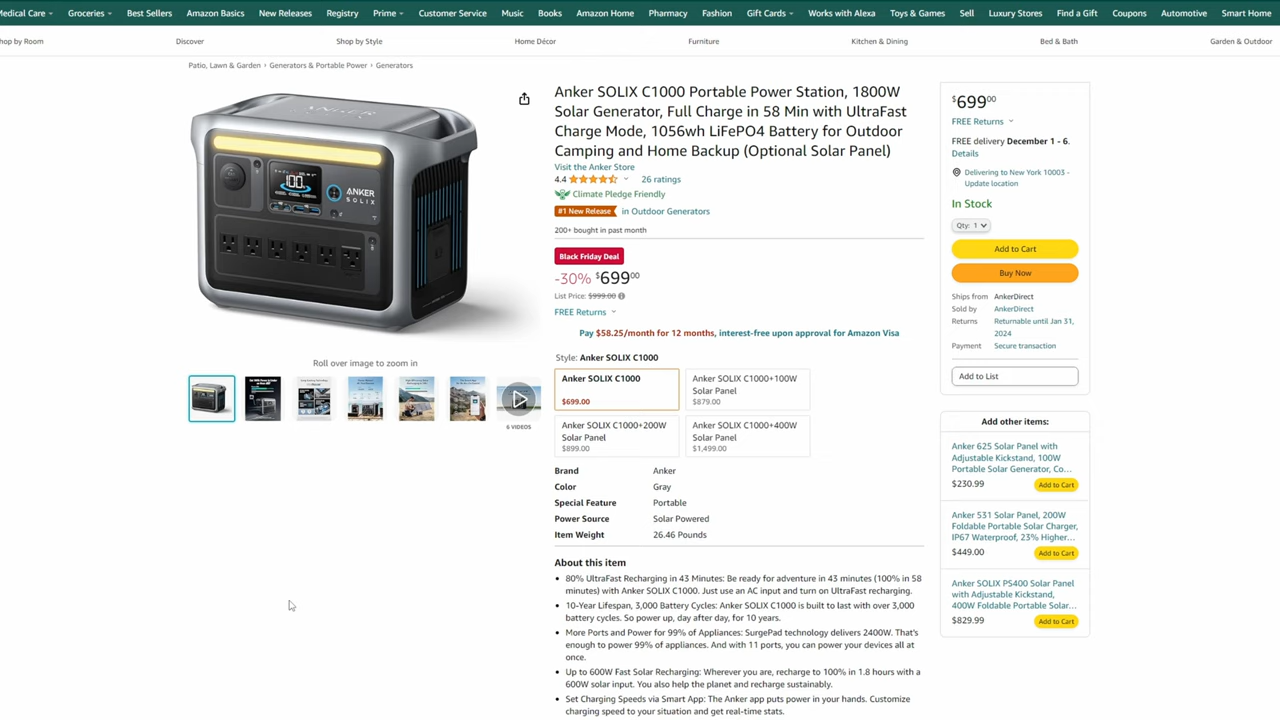 Medical Care
Groceries
Best Sellers
Amazon Basics
New Releases
Registry
Prime
Customer Service
Music
Books
Amazon Home
Pharmacy
Fashion
Gift Cards
Works with Alexa
Toys & Games
Sell
Luxury Stores
Find a Gift
Coupons
Automotive
Smart Home
hop by Room
Discover
Shop by Style
Home Décor
Furniture
Kitchen & Dining
Bed & Bath
Garden & Outdoor
Patio, Lawn & Garden › Generators & Portable Power › Generators
ANKER
100
ANKER
SOLIX
Roll over image to zoom in
6 VIDEOS
Anker SOLIX C1000 Portable Power Station, 1800W
Solar Generator, Full Charge in 58 Min with UltraFast
Charge Mode, 1056wh LiFePO4 Battery for Outdoor
Camping and Home Backup (Optional Solar Panel)
Visit the Anker Store
4.4
26 ratings
Climate Pledge Friendly
#1 New Release in Outdoor Generators
200+ bought in past month
Black Friday Deal
-30% $69900
List Price: $999.00
FREE Returns
Pay $58.25/month for 12 months, interest-free upon approval for Amazon Visa
Style: Anker SOLIX C1000
Anker SOLIX C1000
$699.00
Anker SOLIX C1000+100W
Solar Panel
$879.00
Anker SOLIX C1000+200W
Solar Panel
$899.00
Anker SOLIX C1000+400W
Solar Panel
$1,499.00
Brand Anker
Color Gray
Special Feature Portable
Power Source Solar Powered
Item Weight 26.46 Pounds
About this item
• 80% UltraFast Recharging in 43 Minutes: Be ready for adventure in 43 minutes (100% in 58
minutes) with Anker SOLIX C1000. Just use an AC input and turn on UltraFast recharging.
• 10-Year Lifespan, 3,000 Battery Cycles: Anker SOLIX C1000 is built to last with over 3,000
battery cycles. So power up, day after day, for 10 years.
• More Ports and Power for 99% of Appliances: SurgePad technology delivers 2400W. That's
enough to power 99% of appliances. And with 11 ports, you can power your devices all at
once.
• Up to 600W Fast Solar Recharging: Wherever you are, recharge to 100% in 1.8 hours with a
600W solar input. You also help the planet and recharge sustainably.
• Set Charging Speeds via Smart App: The Anker app puts power in your hands. Customize
charging speed to your situation and get real-time stats.
$69900
FREE Returns
FREE delivery December 1 - 6.
Details
Delivering to New York 10003 -
Update location
In Stock
Qty: 1
Add to Cart
Buy Now
Ships from AnkerDirect
Sold by AnkerDirect
Returns Returnable until Jan 31,
2024
Payment Secure transaction
Add to List
Add other items:
Anker 625 Solar Panel with
Adjustable Kickstand, 100W
Portable Solar Generator, Co...
$230.99 Add to Cart
Anker 531 Solar Panel, 200W
Foldable Portable Solar Charger,
IP67 Waterproof, 23% Higher...
$449.00 Add to Cart
Anker SOLIX PS400 Solar Panel
with Adjustable Kickstand,
400W Foldable Portable Solar...
$829.99 Add to Cart